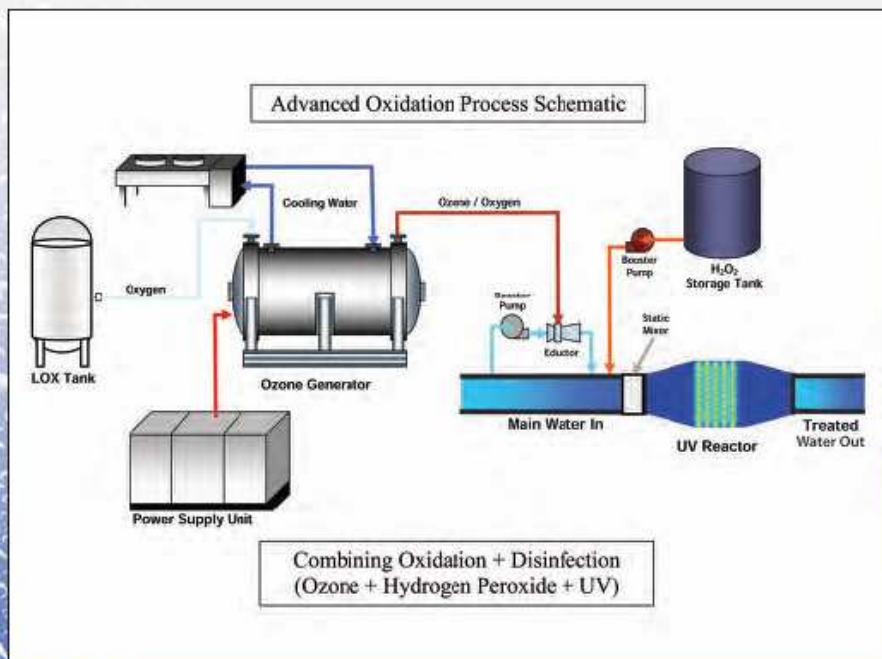 Advanced Oxidation Process Schematic
Cooling Water
Ozone / Oxygen
Oxygen
Booster
Pump
H₂O₂
Storage Tank
Booster
Pump
Static
Mixer
Eductor
LOX Tank
Ozone Generator
Main Water In
UV Reactor
Treated
Water Out
Power Supply Unit
Combining Oxidation + Disinfection
(Ozone + Hydrogen Peroxide + UV)